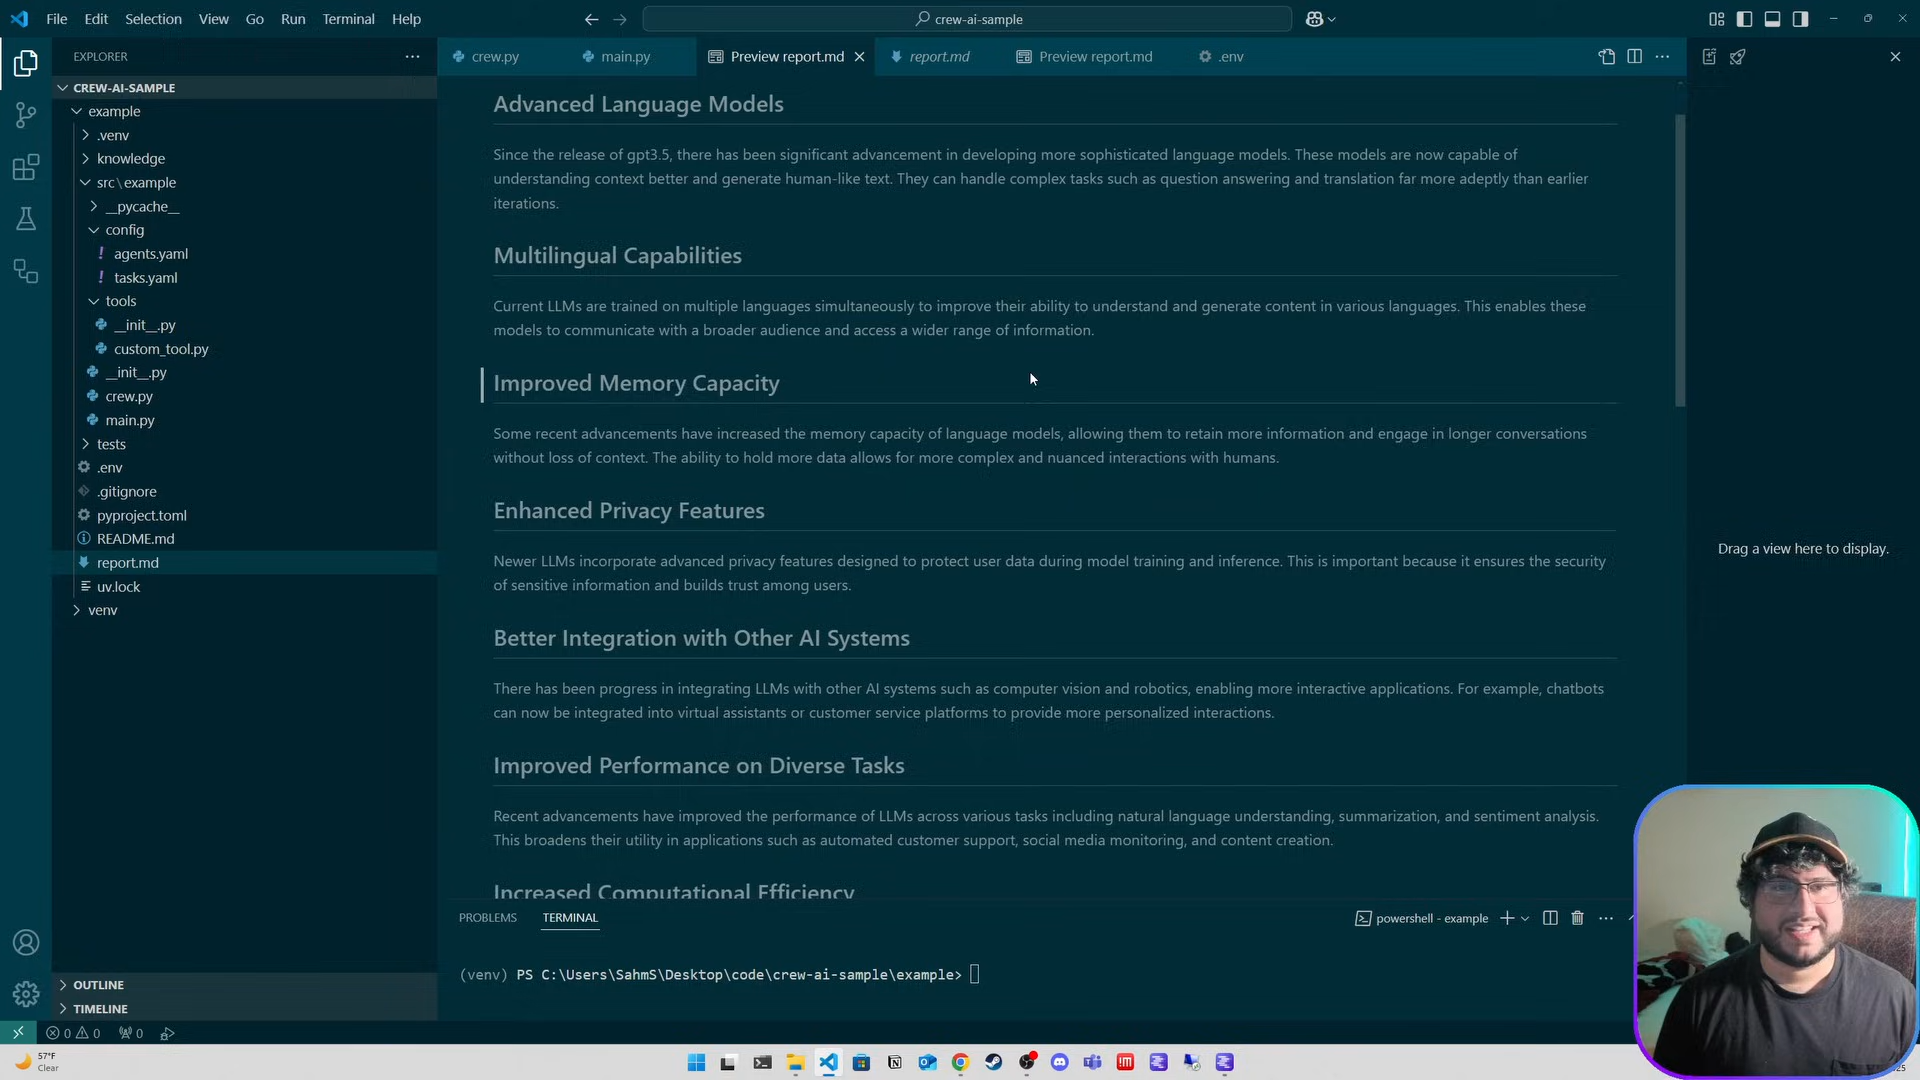 File Edit Selection View Go Run Terminal Help
crew-ai-sample
EXPLORER
crew.py
main.py
Preview report.md
report.md
Preview report.md
.env
CREW-AI-SAMPLE
example
.venv
knowledge
src\example
__pycache__
config
agents.yaml
tasks.yaml
tools
__init__.py
custom_tool.py
__init__.py
crew.py
main.py
tests
.env
.gitignore
pyproject.toml
README.md
report.md
uv.lock
venv
OUTLINE
TIMELINE
Advanced Language Models
Since the release of gpt3.5, there has been significant advancement in developing more sophisticated language models. These models are now capable of
understanding context better and generate human-like text. They can handle complex tasks such as question answering and translation far more adeptly than earlier
iterations.
Multilingual Capabilities
Current LLMs are trained on multiple languages simultaneously to improve their ability to understand and generate content in various languages. This enables these
models to communicate with a broader audience and access a wider range of information.
Improved Memory Capacity
Some recent advancements have increased the memory capacity of language models, allowing them to retain more information and engage in longer conversations
without loss of context. The ability to hold more data allows for more complex and nuanced interactions with humans.
Enhanced Privacy Features
Newer LLMs incorporate advanced privacy features designed to protect user data during model training and inference. This is important because it ensures the security
of sensitive information and builds trust among users.
Better Integration with Other AI Systems
There has been progress in integrating LLMs with other AI systems such as computer vision and robotics, enabling more interactive applications. For example, chatbots
can now be integrated into virtual assistants or customer service platforms to provide more personalized interactions.
Improved Performance on Diverse Tasks
Recent advancements have improved the performance of LLMs across various tasks including natural language understanding, summarization, and sentiment analysis.
This broadens their utility in applications such as automated customer support, social media monitoring, and content creation.
Increased Computational Efficiency
Drag a view here to display.
PROBLEMS
TERMINAL
powershell - example
(venv) PS C:\Users\SahmS\Desktop\code\crew-ai-sample\example>
0 0 0
57°F
Clear